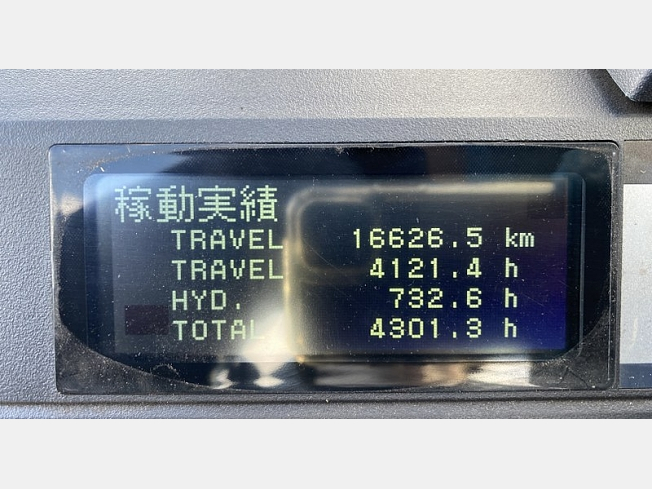 稼動実績
TRAVEL 16626.5 km
TRAVEL 4121.4 h
HYD. 732.6 h
TOTAL 4301.3 h